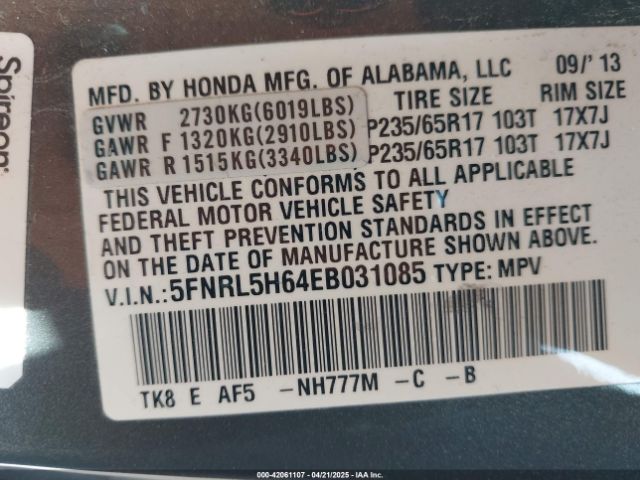 Spireon
MFD. BY HONDA MFG. OF ALABAMA, LLC 09/' 13
TIRE SIZE RIM SIZE
GVWR 2730KG(6019LBS)
GAWR F 1320KG(2910LBS) P235/65R17 103T 17X7J
GAWR R 1515KG(3340LBS) P235/65R17 103T 17X7J
THIS VEHICLE CONFORMS TO ALL APPLICABLE
FEDERAL MOTOR VEHICLE SAFETY
AND THEFT PREVENTION STANDARDS IN EFFECT
ON THE DATE OF MANUFACTURE SHOWN ABOVE.
V.I.N.:5FNRL5H64EB031085 TYPE: MPV
TK8 E AF5 -NH777M -C -B
000-42061107 - 04/21/2025 - IAAI.COM